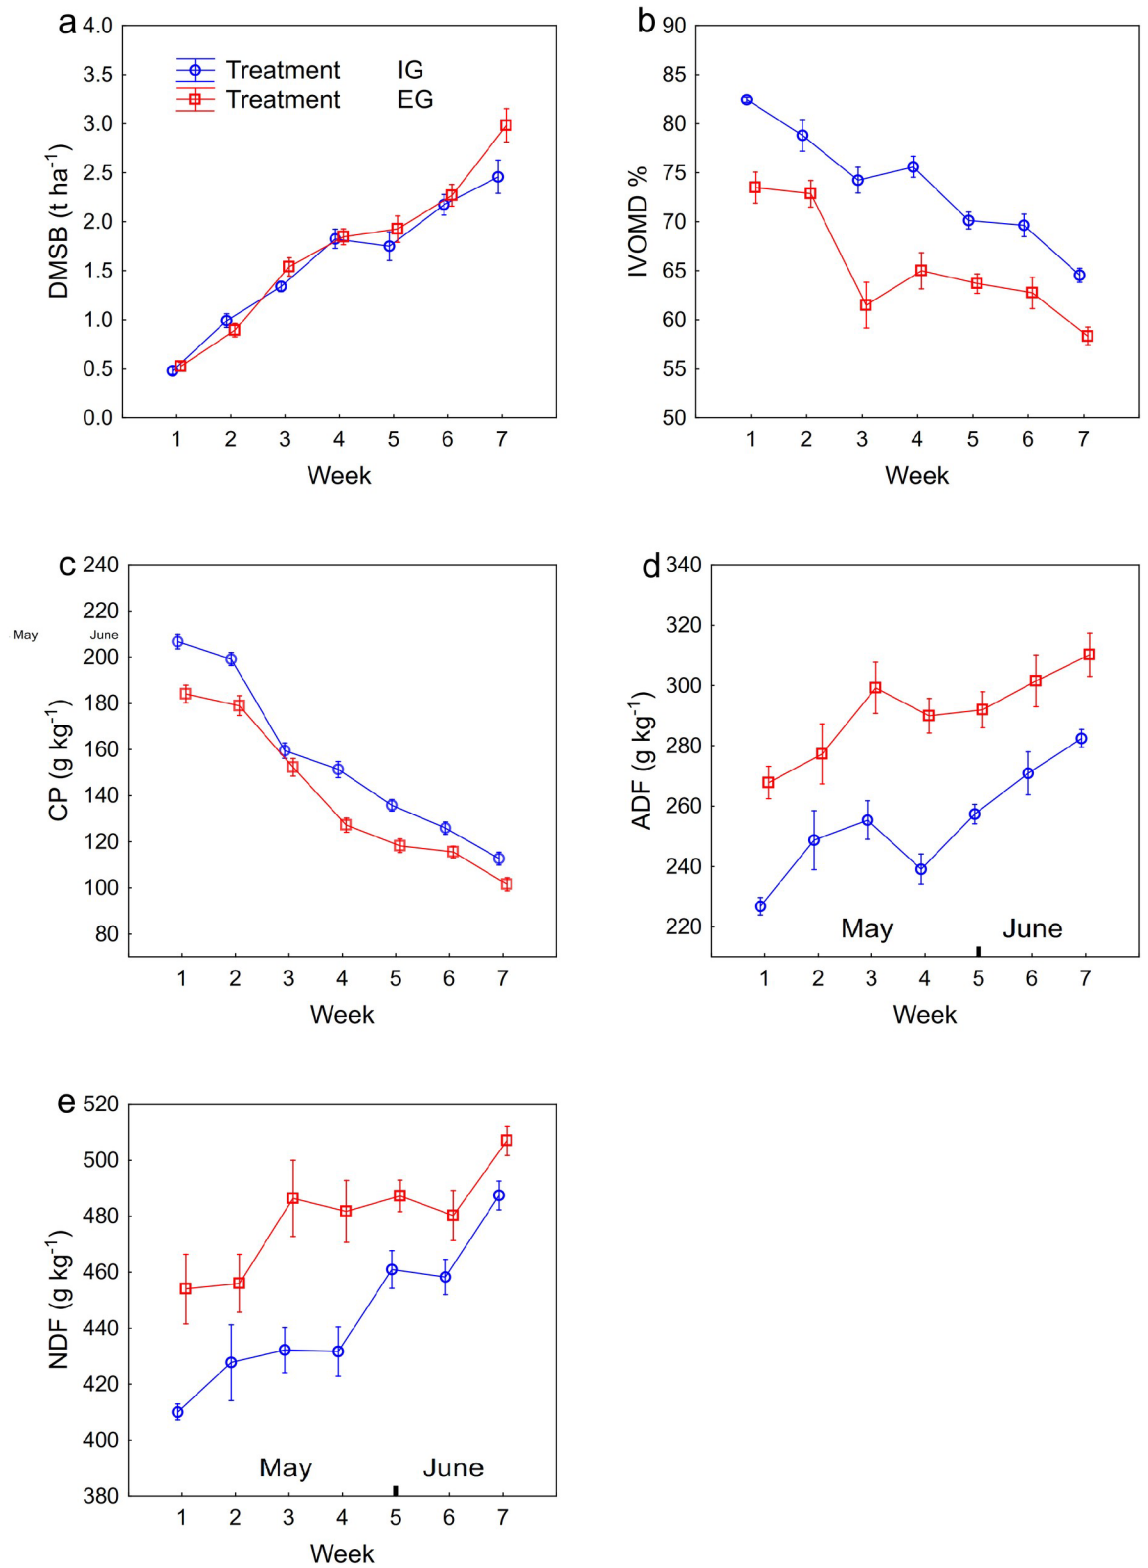 a
4.0
3.5
3.0
2.5
2.0
1.5
1.0
0.5
0.0
DMSB (t ha⁻¹)
Treatment IG
Treatment EG
1 2 3 4 5 6 7
Week
b
90
85
80
75
70
65
60
55
50
IVOMD %
1 2 3 4 5 6 7
Week
c
240
220
200
180
160
140
120
100
80
May June
CP (g kg⁻¹)
1 2 3 4 5 6 7
Week
d
340
320
300
280
260
240
220
ADF (g kg⁻¹)
May June
1 2 3 4 5 6 7
Week
e
520
500
480
460
440
420
400
380
NDF (g kg⁻¹)
May June
1 2 3 4 5 6 7
Week